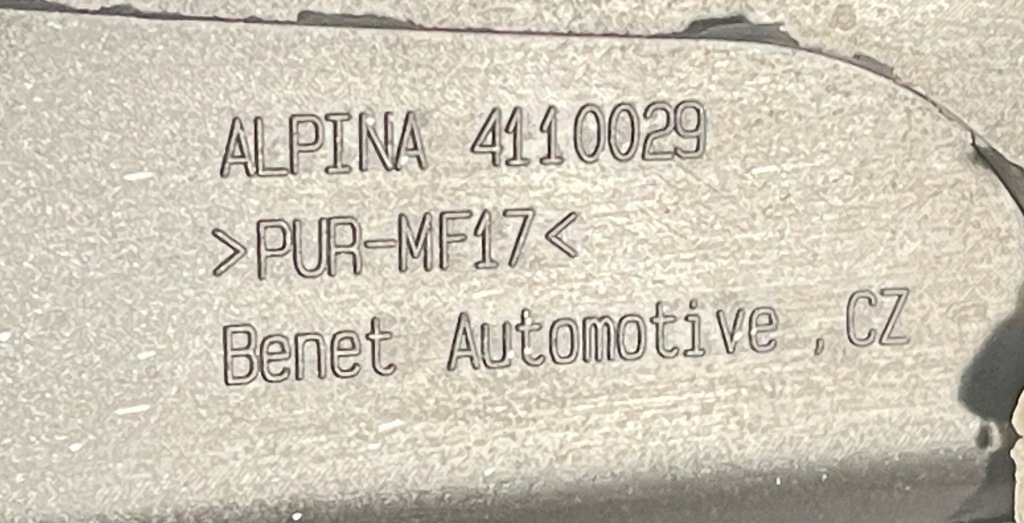 ALPINA 4110029
>PUR-MF17<
Benet Automotive , CZ